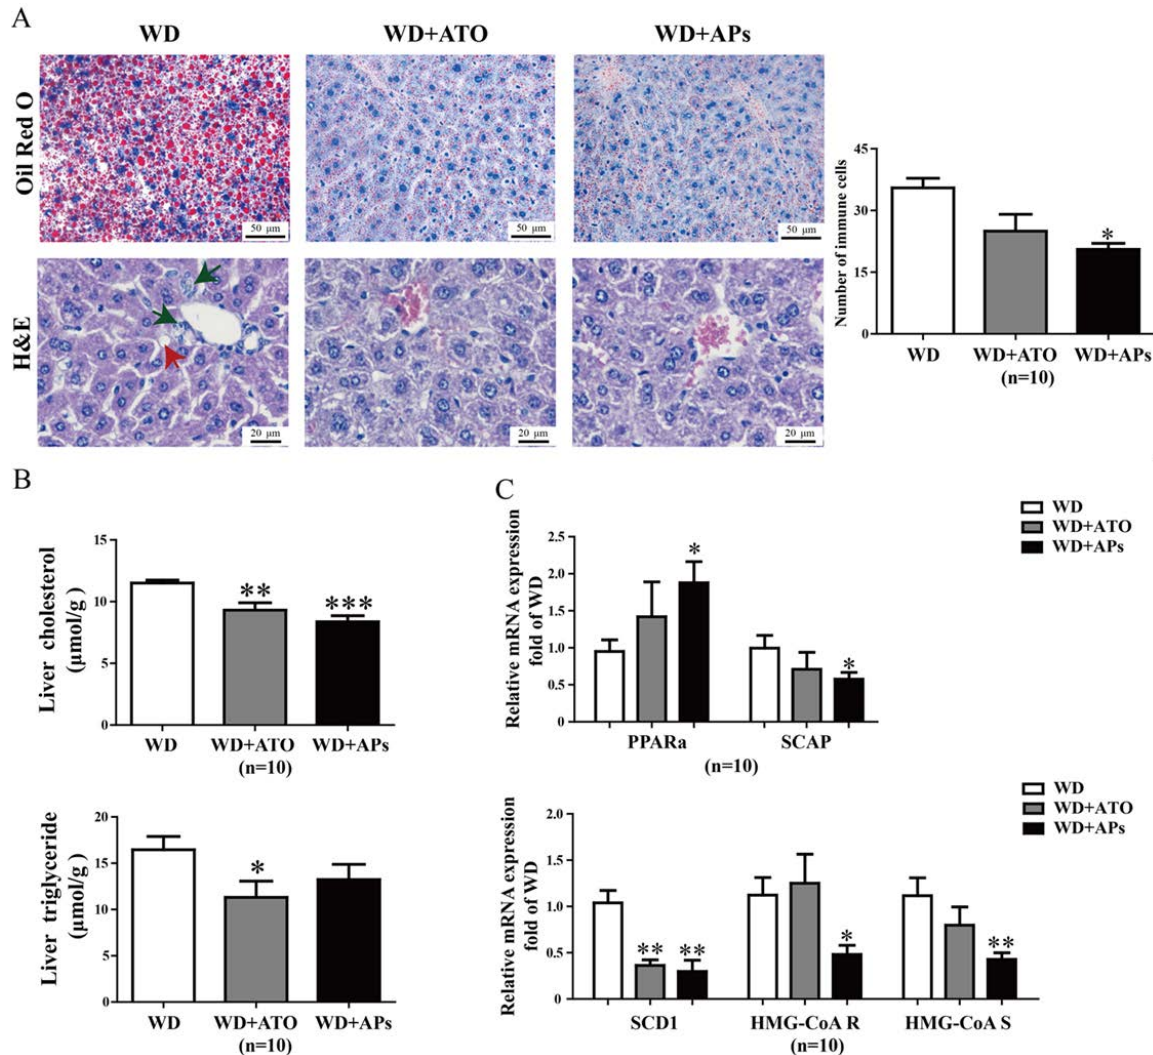 A
WD
WD+ATO
WD+APs
Oil Red O
50 μm
50 μm
50 μm
H&E
20 μm
20 μm
20 μm
Number of immune cells
45
30
15
0
*
WD
WD+ATO
WD+APs
(n=10)
B
Liver cholesterol
(μmol/g)
15
10
5
0
**
***
WD
WD+ATO
WD+APs
(n=10)
Liver triglyceride
(μmol/g)
20
15
10
5
0
*
WD
WD+ATO
WD+APs
(n=10)
C
WD
WD+ATO
WD+APs
Relative mRNA expression
fold of WD
2.5
2.0
1.5
1.0
0.5
0
*
*
PPARa
SCAP
(n=10)
WD
WD+ATO
WD+APs
Relative mRNA expression
fold of WD
2.0
1.5
1.0
0.5
0
**
**
*
**
SCD1
HMG-CoA R
HMG-CoA S
(n=10)